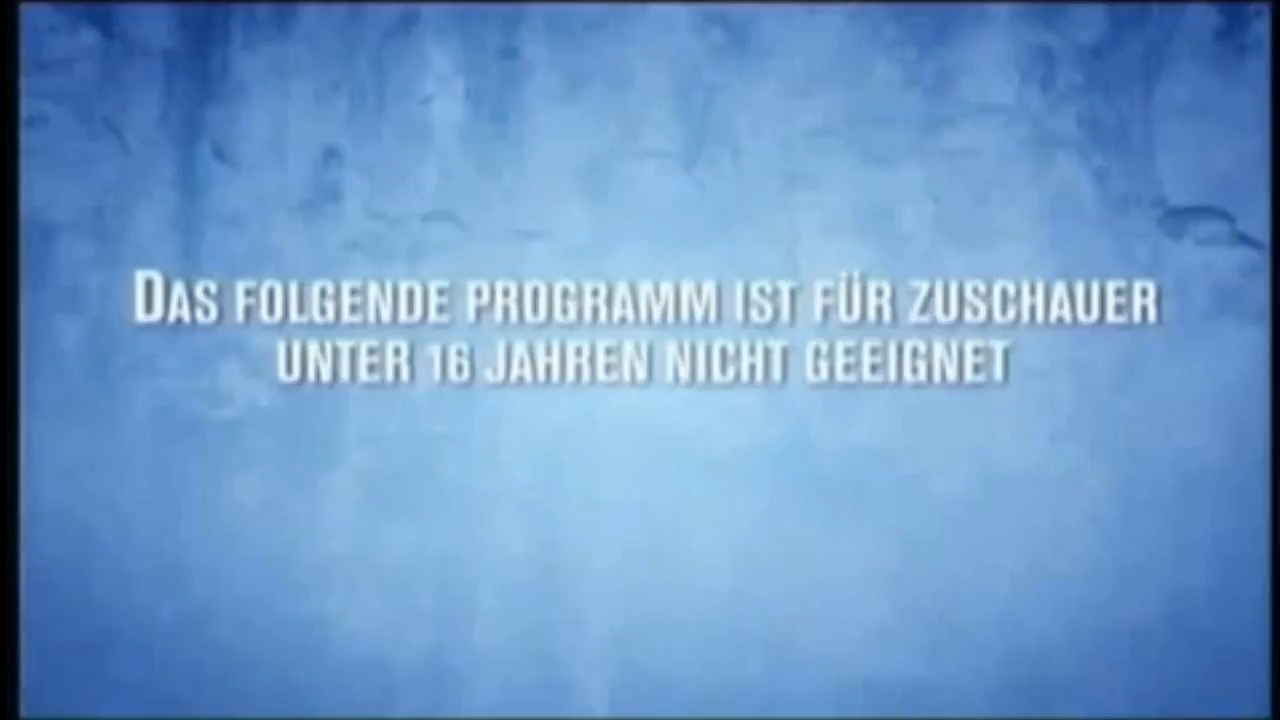 DAS FOLGENDE PROGRAMM IST FÜR ZUSCHAUER
UNTER 16 JAHREN NICHT GEEIGNET